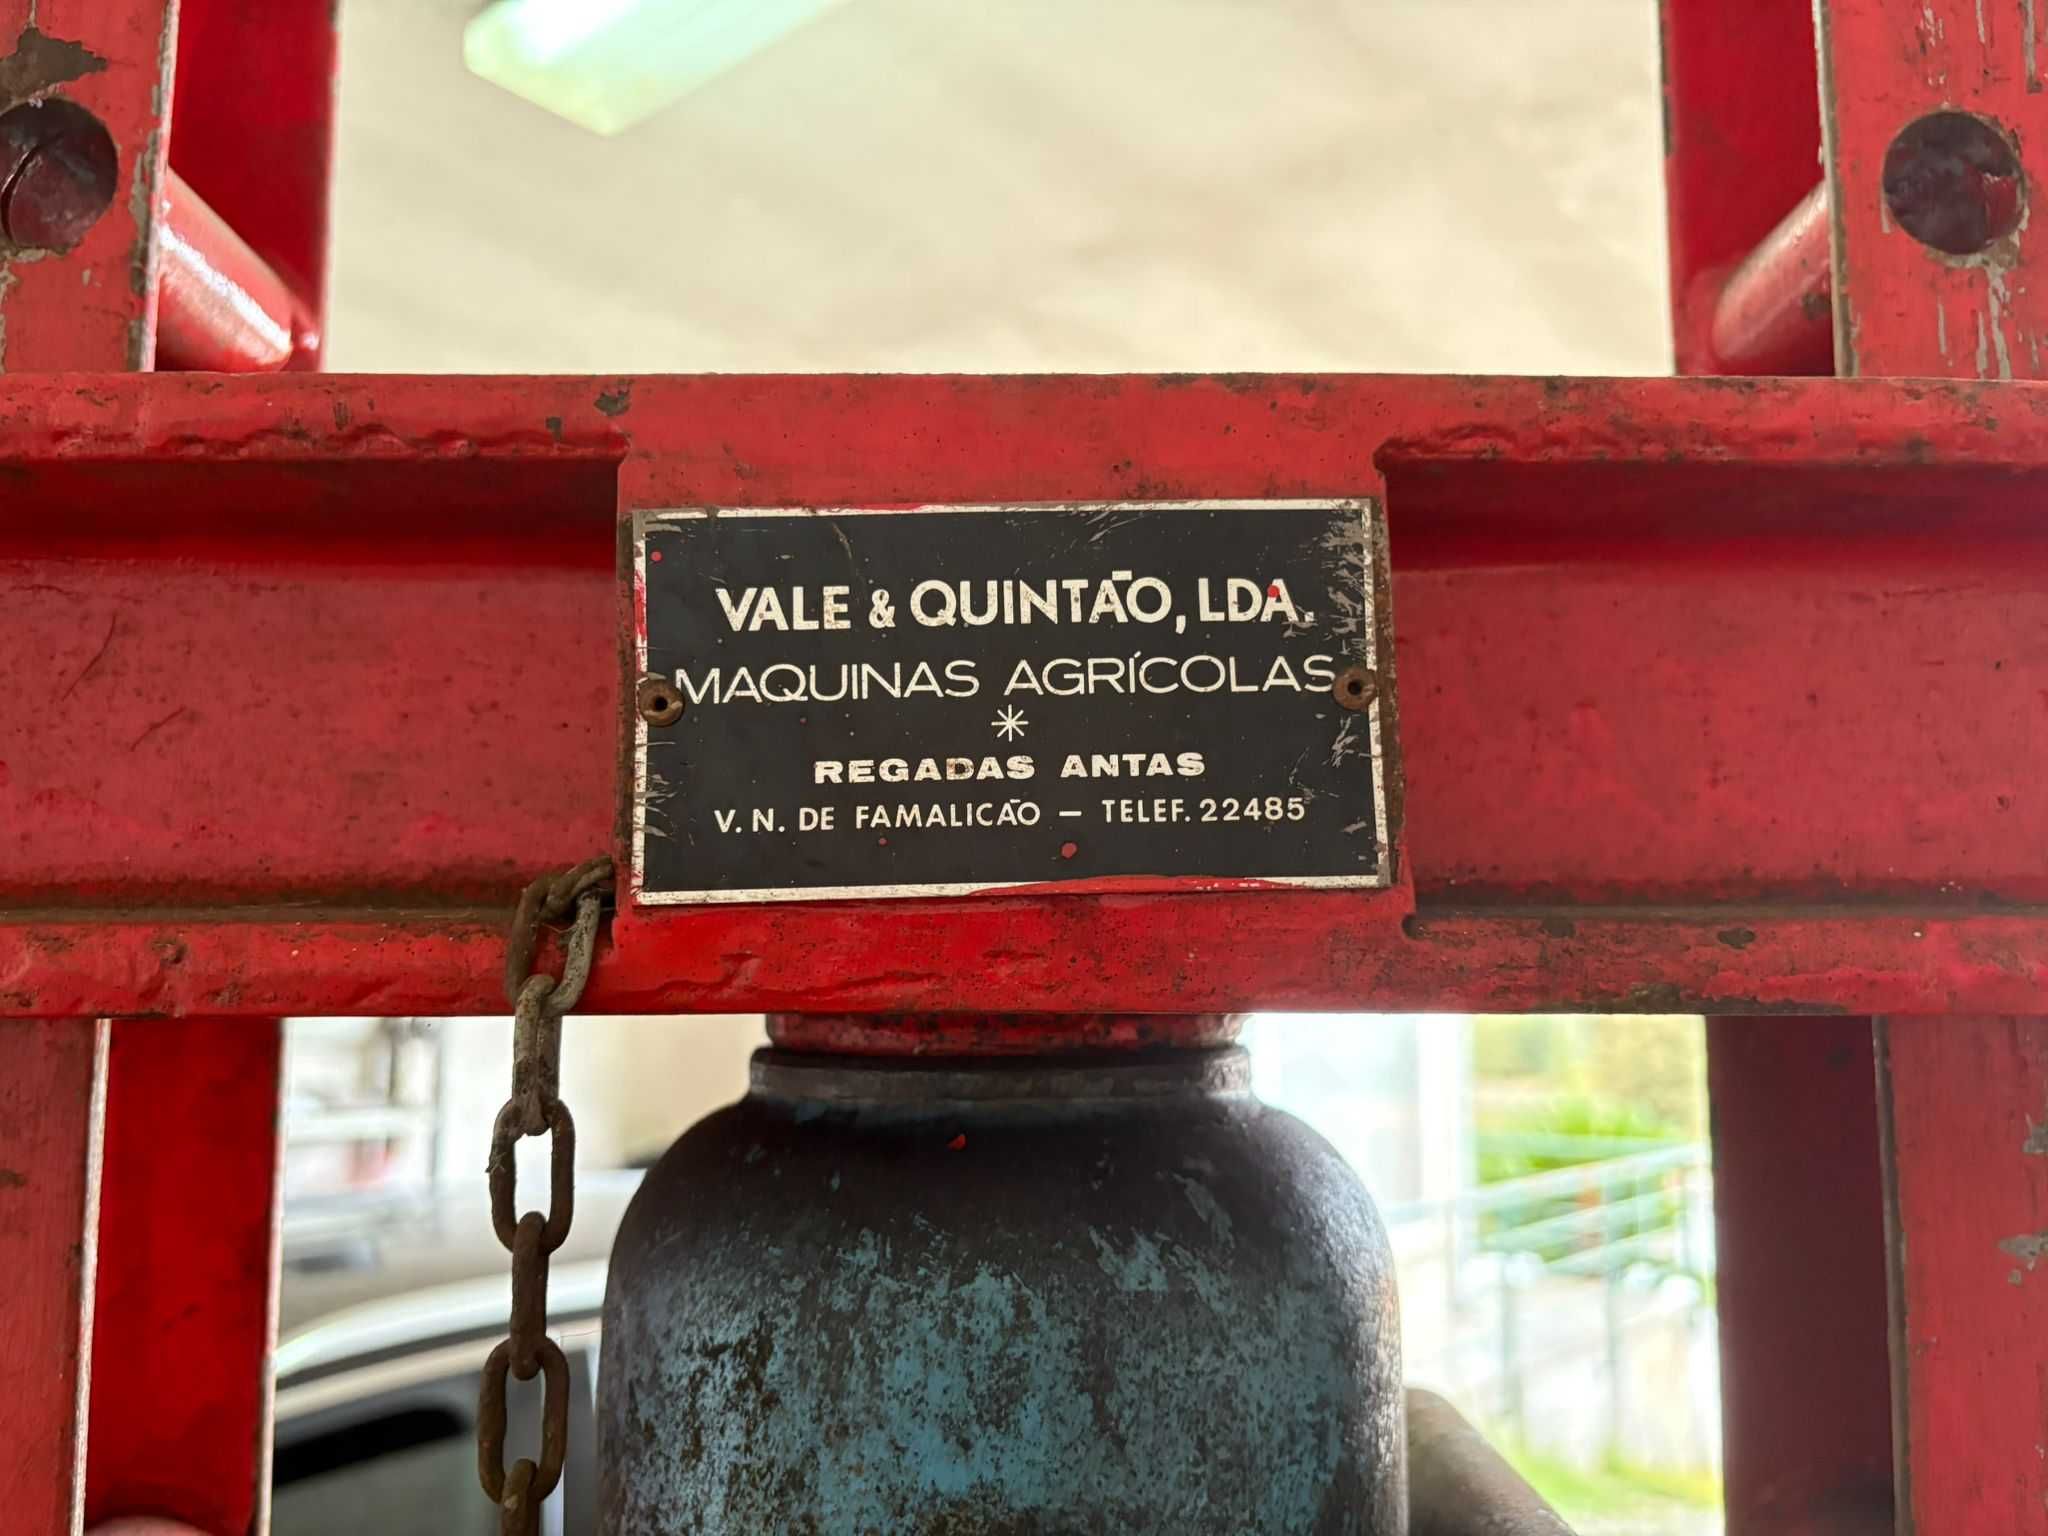 VALE & QUINTÃO, LDA.
MAQUINAS AGRÍCOLAS
*
REGADAS ANTAS
V. N. DE FAMALICÃO — TELEF. 22485